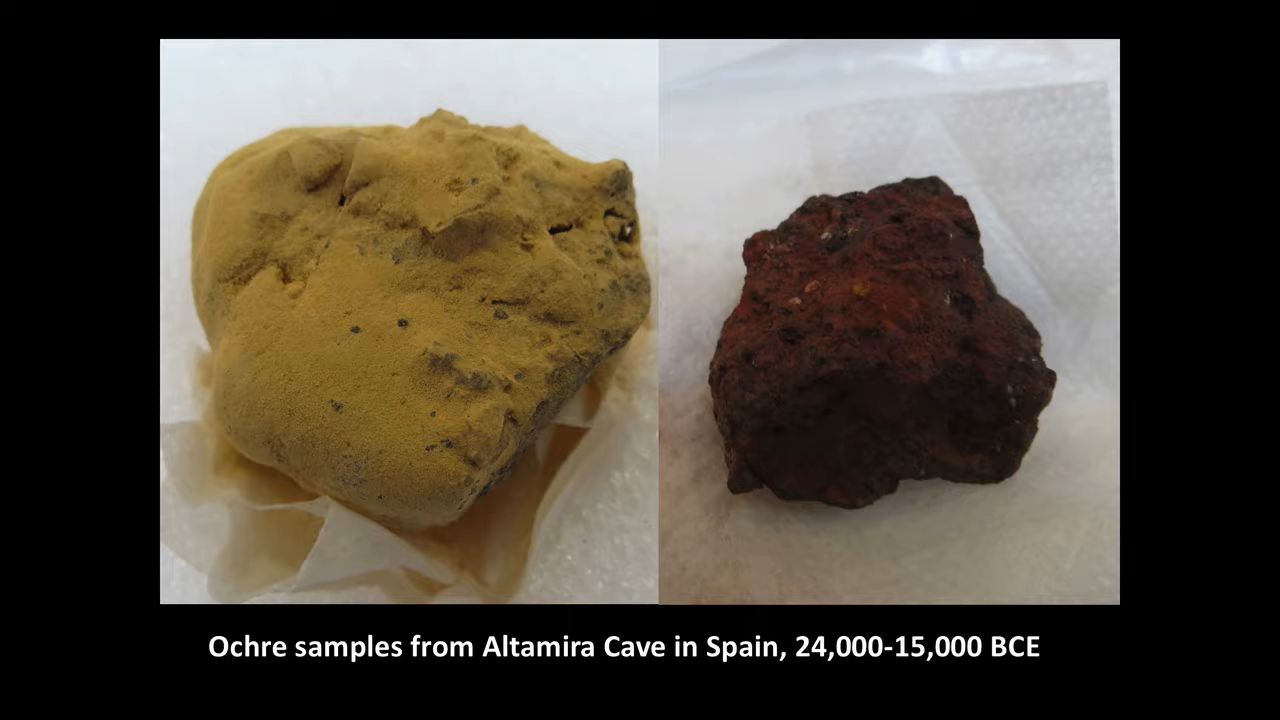 Ochre samples from Altamira Cave in Spain, 24,000-15,000 BCE